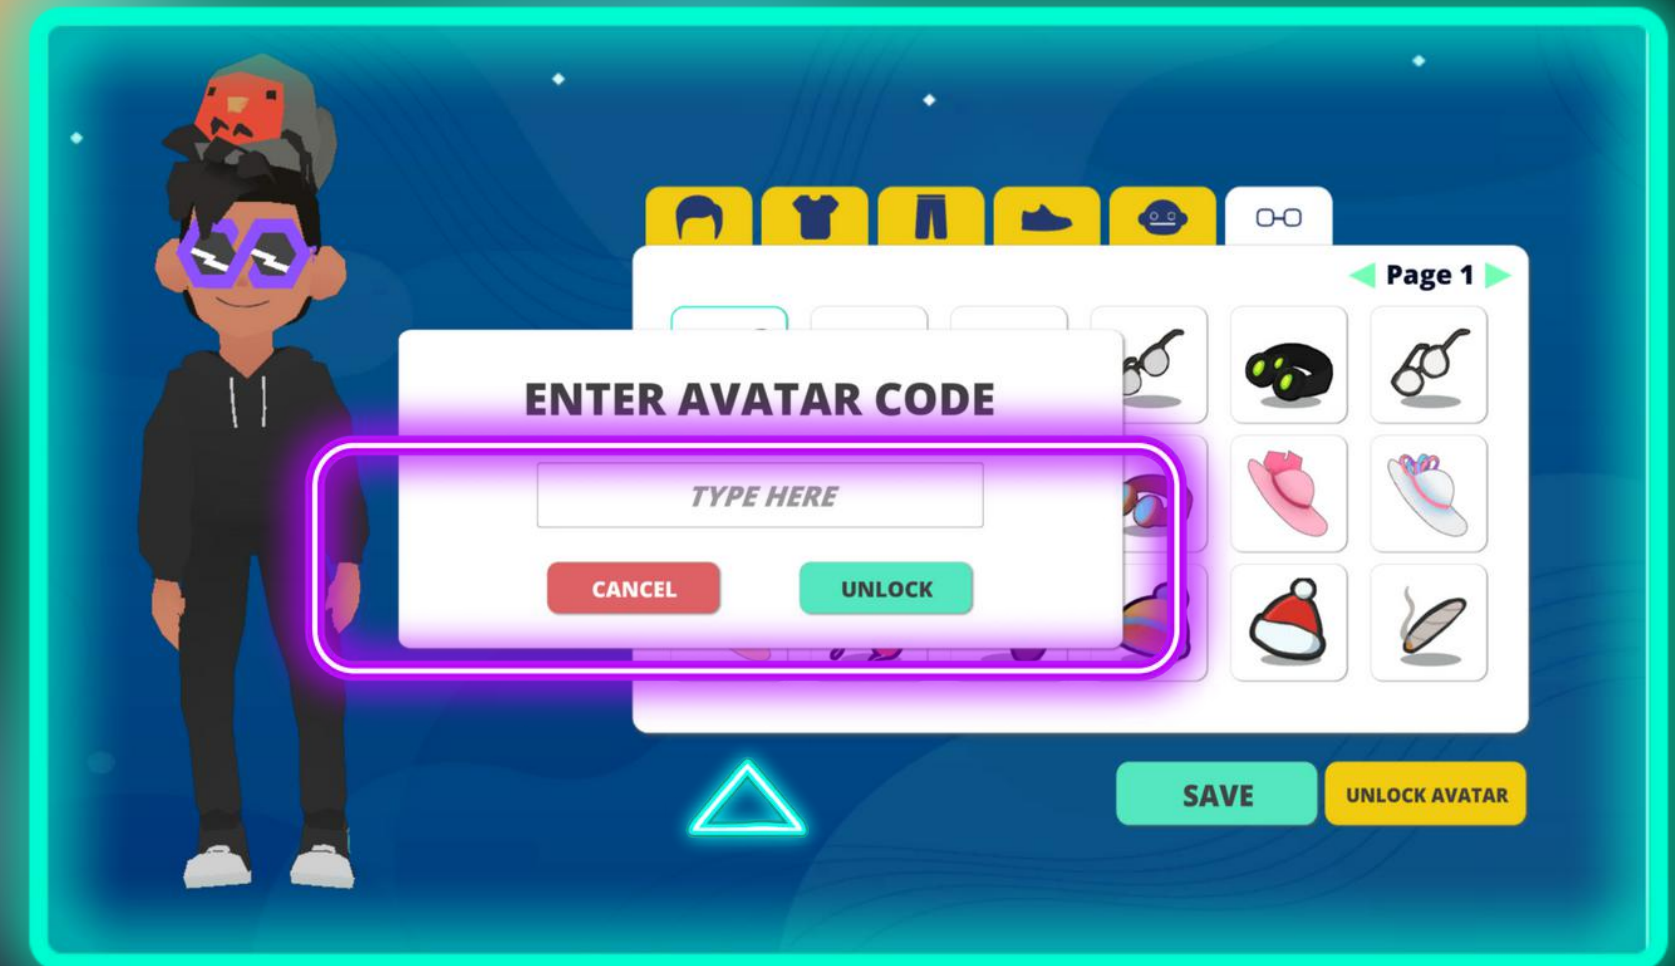 Page 1
ENTER AVATAR CODE
TYPE HERE
CANCEL
UNLOCK
SAVE
UNLOCK AVATAR